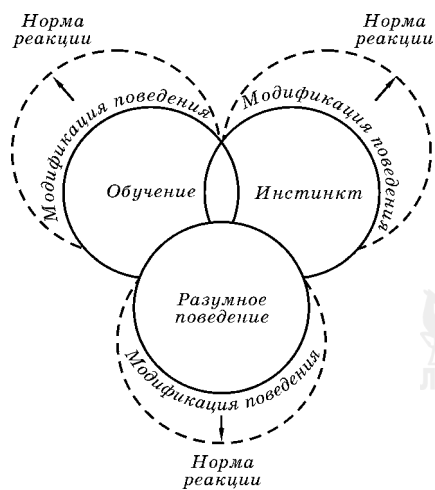 Норма
реакции
Норма
реакции
Модификация поведения
Модификация поведения
Обучение
Инстинкт
Разумное
поведение
Модификация поведения
Норма
реакции